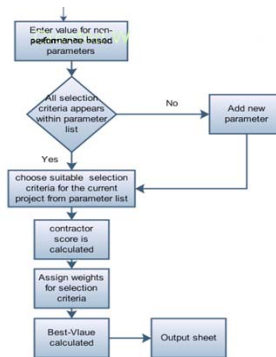 Enter value for non-
performance based
parameters
All selection
criteria appears
within parameter
list
No
Add new
parameter
Yes
choose suitable selection
criteria for the current
project from parameter list
contractor
score is
calculated
Assign weights
for selection
criteria
Best-Vlaue
calculated
Output sheet